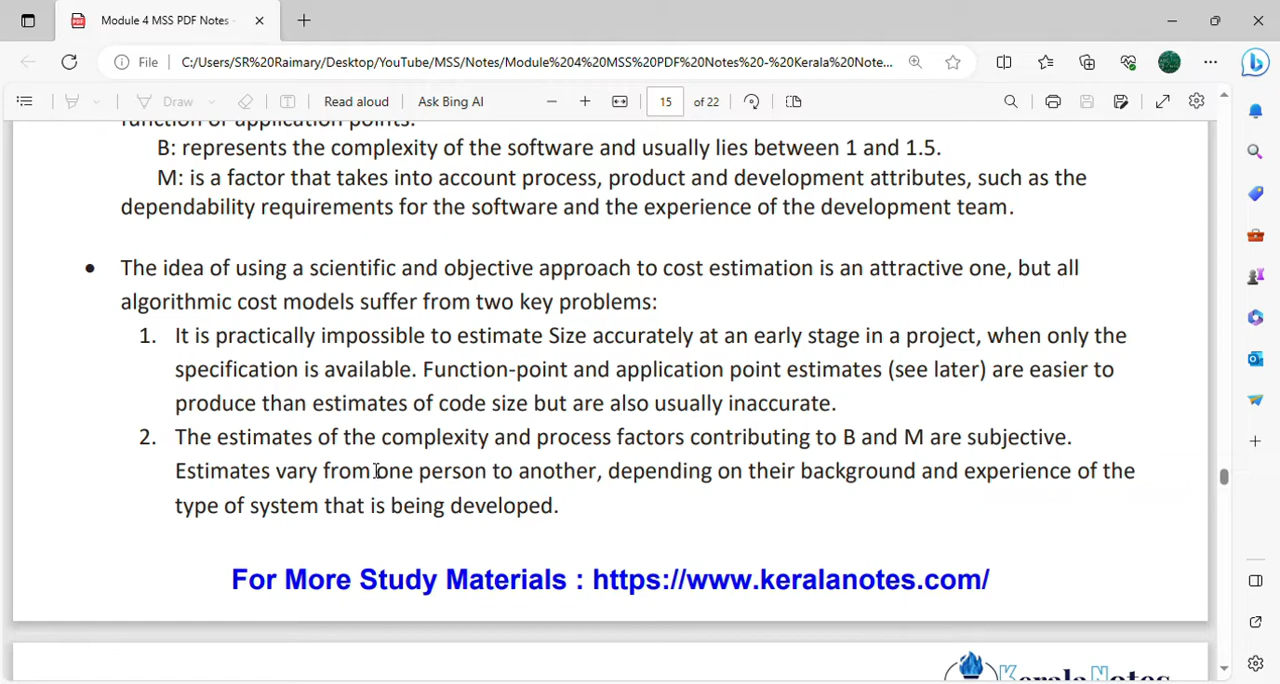 Module 4 MSS PDF Notes
File
C:/Users/SR%20Raimary/Desktop/YouTube/MSS/Notes/Module%204%20MSS%20PDF%20Notes%20-%20Kerala%20Note...
Draw
Read aloud
Ask Bing AI
15
of 22
function or application points.
B: represents the complexity of the software and usually lies between 1 and 1.5.
M: is a factor that takes into account process, product and development attributes, such as the
dependability requirements for the software and the experience of the development team.
• The idea of using a scientific and objective approach to cost estimation is an attractive one, but all
algorithmic cost models suffer from two key problems:
1. It is practically impossible to estimate Size accurately at an early stage in a project, when only the
specification is available. Function-point and application point estimates (see later) are easier to
produce than estimates of code size but are also usually inaccurate.
2. The estimates of the complexity and process factors contributing to B and M are subjective.
Estimates vary from one person to another, depending on their background and experience of the
type of system that is being developed.
For More Study Materials : https://www.keralanotes.com/
Kerala Notes